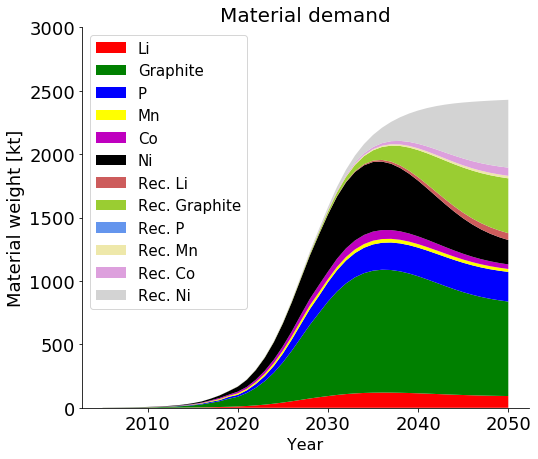 Material demand
3000
2500
2000
1500
1000
500
0
Material weight [kt]
Li
Graphite
P
Mn
Co
Ni
Rec. Li
Rec. Graphite
Rec. P
Rec. Mn
Rec. Co
Rec. Ni
2010 2020 2030 2040 2050
Year